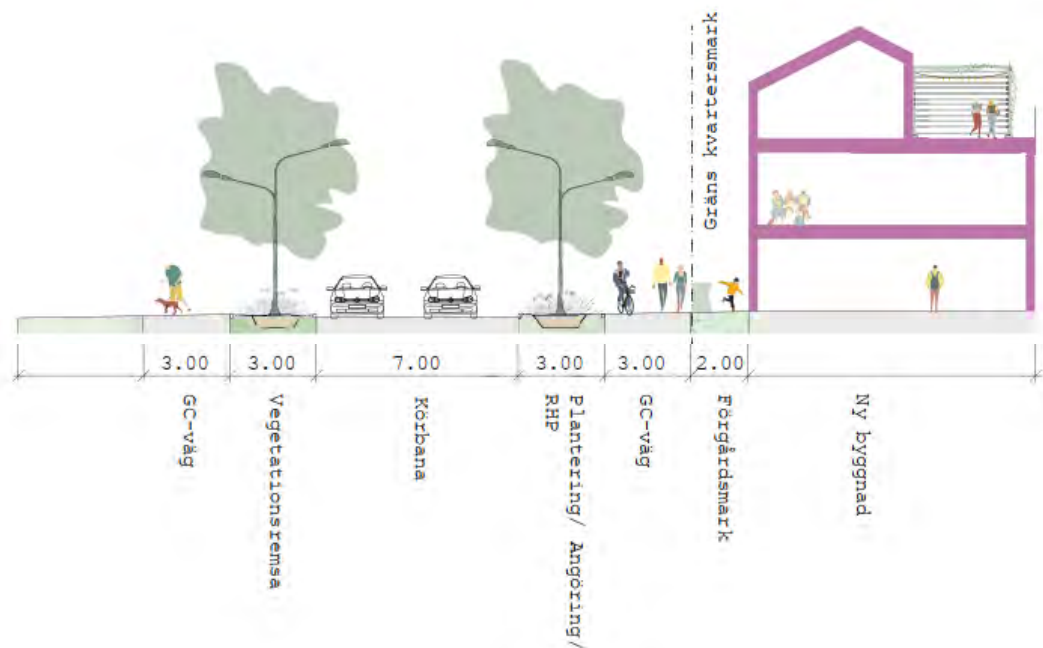 Gräns kvartersmark
3.00
3.00
7.00
3.00
3.00
2.00
GC-väg
Vegetationsremsa
Körbana
Plantering/ Angöring/
RHP
GC-väg
Förgårdsmark
Ny byggnad